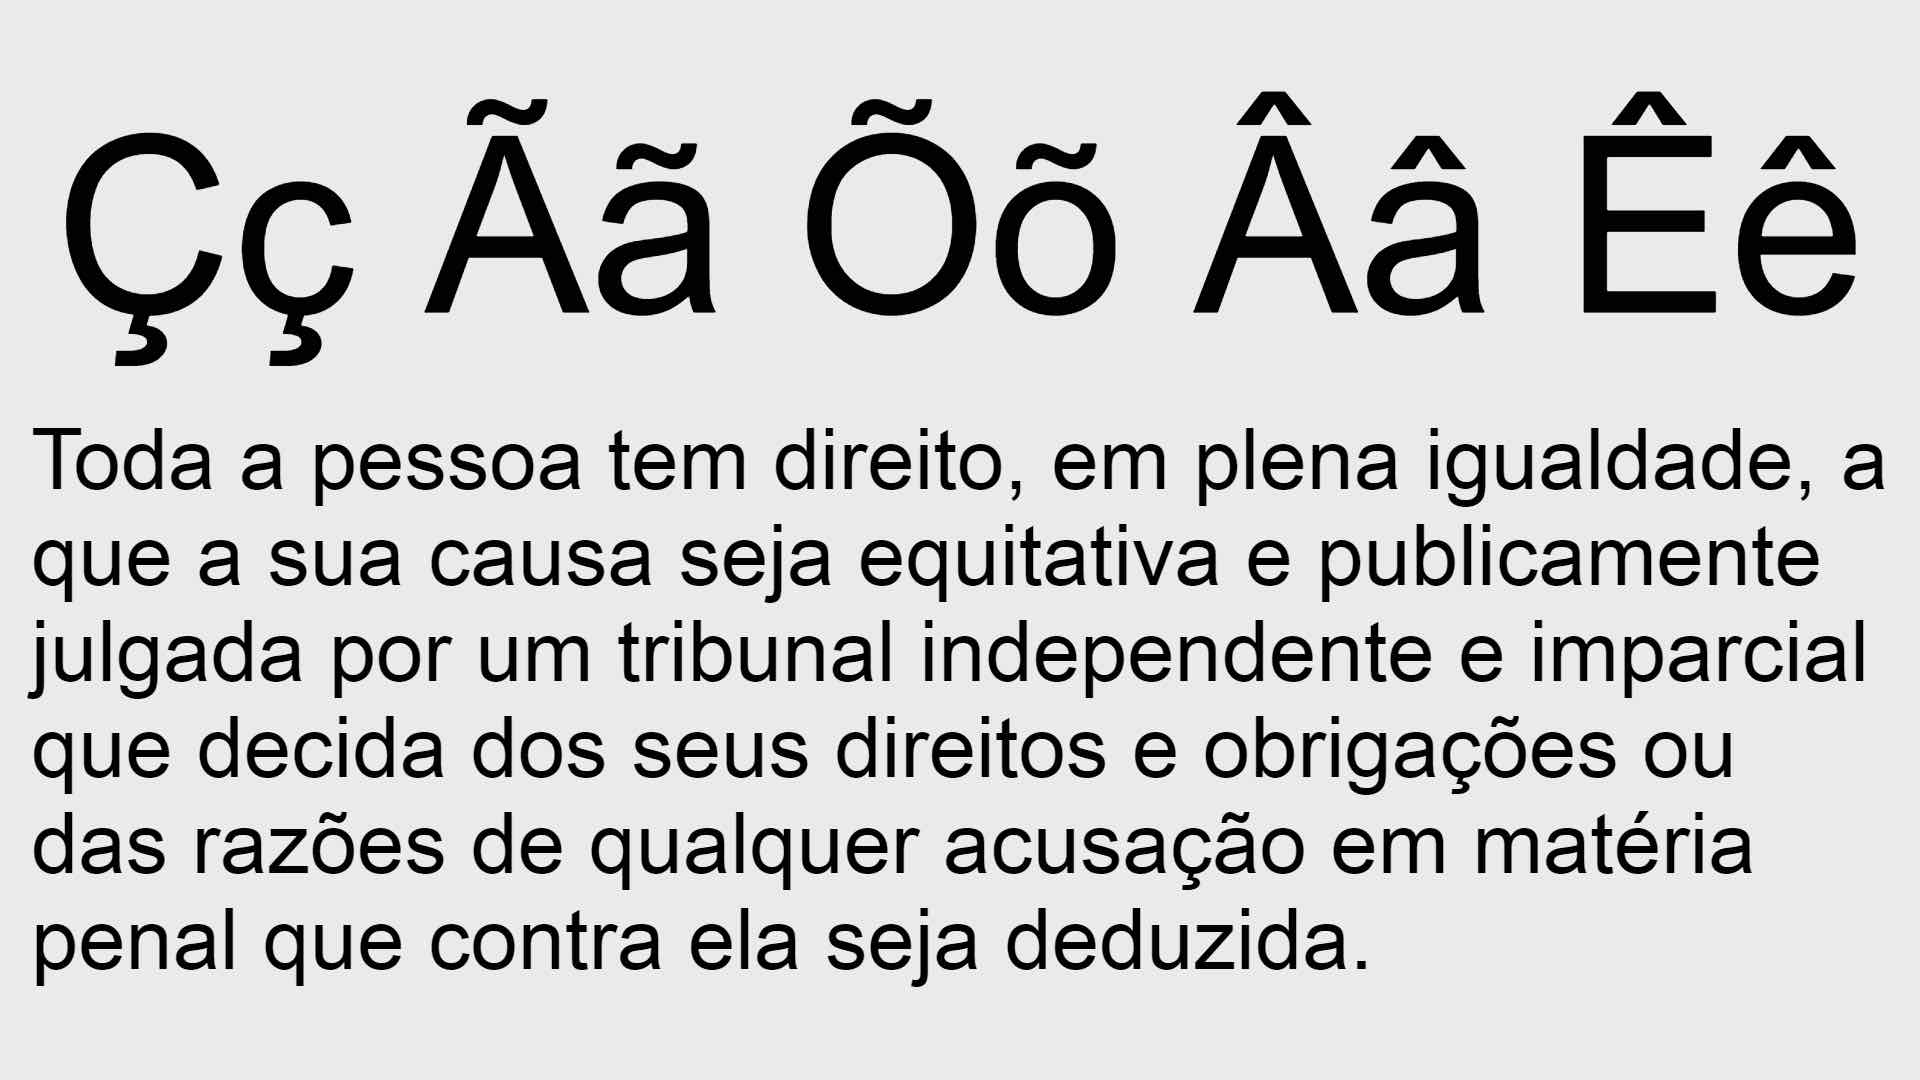 Çç Ãã Õõ Ââ Êê
Toda a pessoa tem direito, em plena igualdade, a
que a sua causa seja equitativa e publicamente
julgada por um tribunal independente e imparcial
que decida dos seus direitos e obrigações ou
das razões de qualquer acusação em matéria
penal que contra ela seja deduzida.